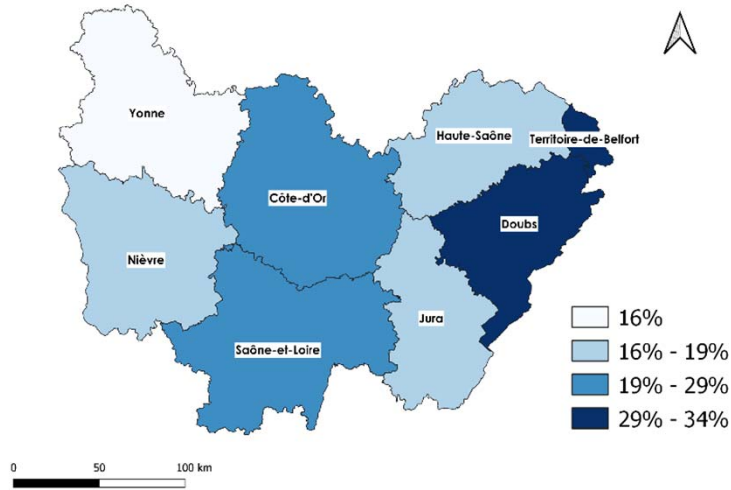 Yonne
Haute-Saône
Territoire-de-Belfort
Côte-d'Or
Doubs
Nièvre
Jura
Saône-et-Loire
16%
16% - 19%
19% - 29%
29% - 34%
0 50 100 km